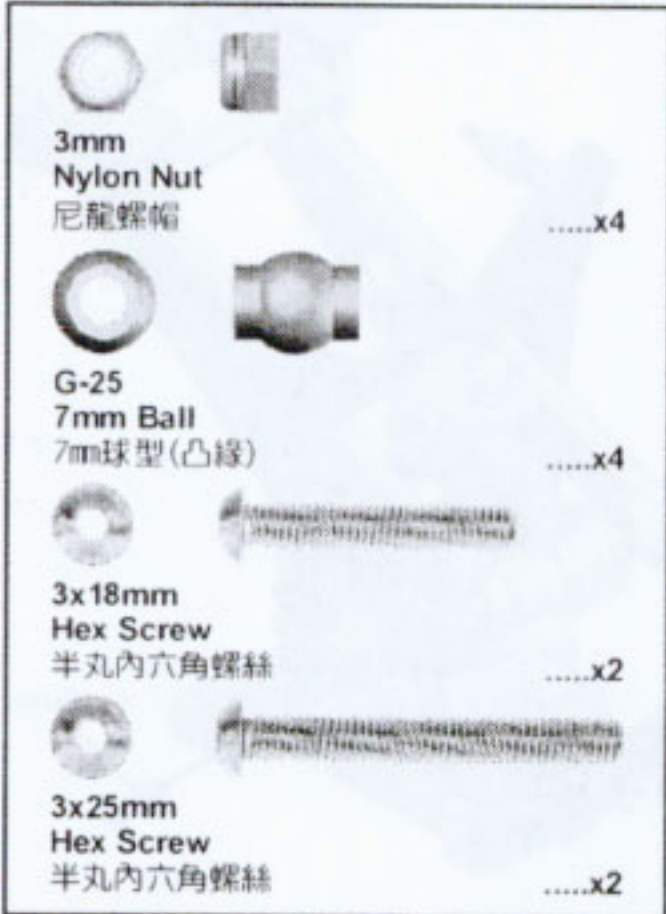 3mm
Nylon Nut
尼龍螺帽
.....x4
G-25
7mm Ball
7mm球型(凸緣)
.....x4
3x18mm
Hex Screw
半丸內六角螺絲
.....x2
3x25mm
Hex Screw
半丸內六角螺絲
.....x2